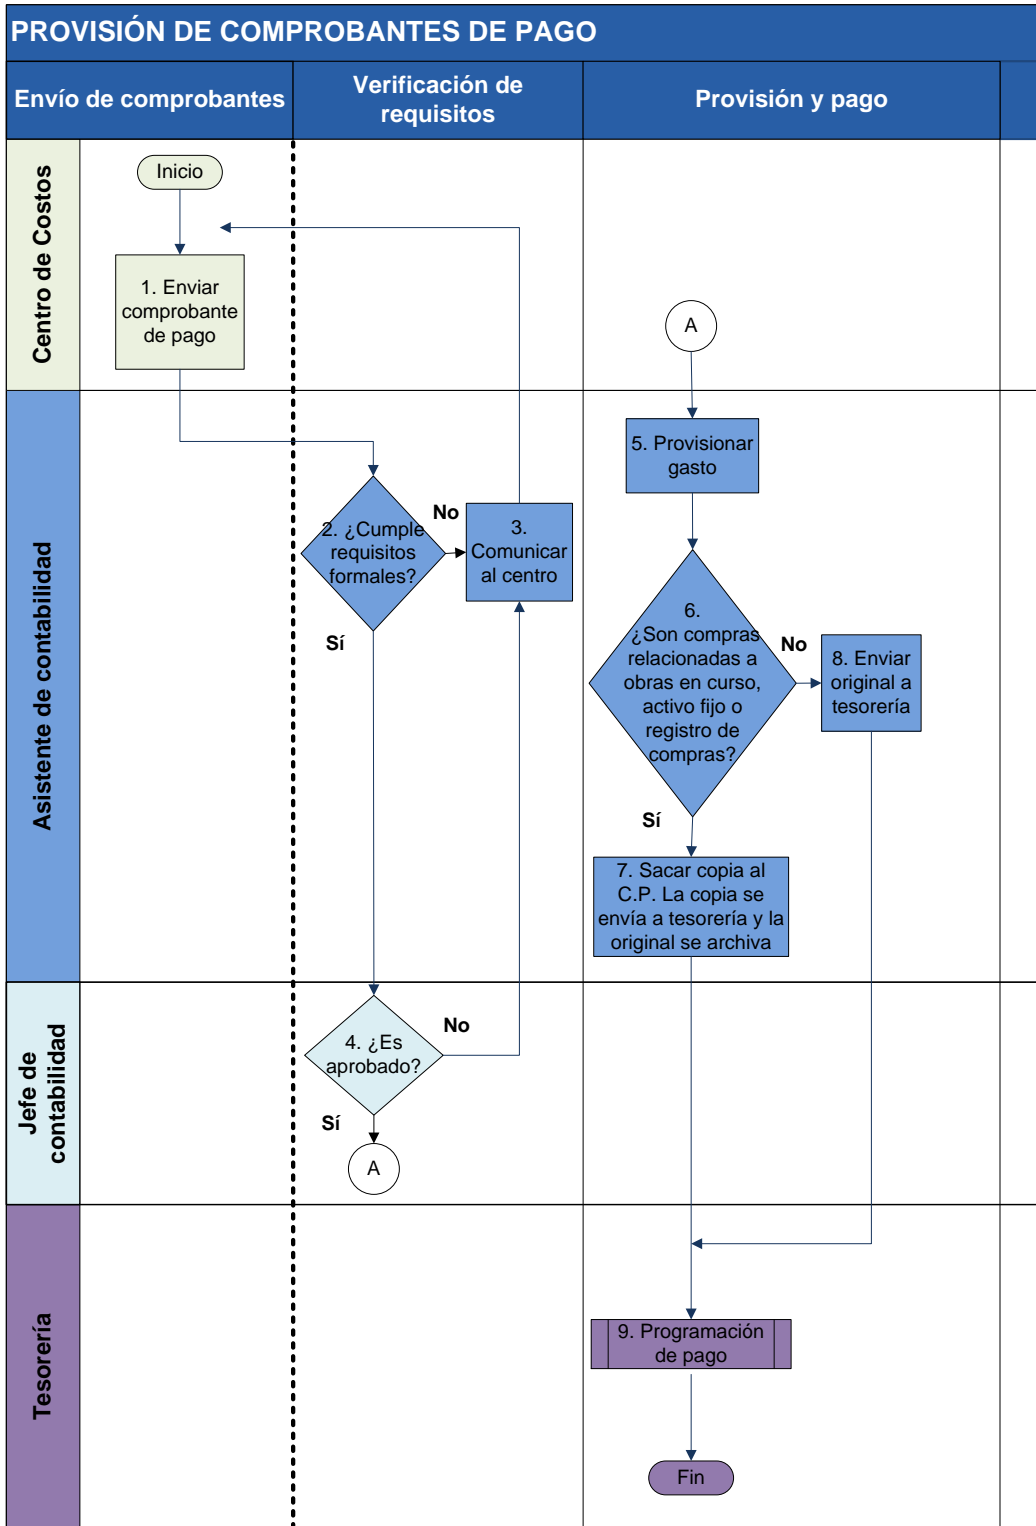 PROVISIÓN DE COMPROBANTES DE PAGO
Envío de comprobantes
Verificación de
requisitos
Provisión y pago
Centro de Costos
Inicio
1. Enviar
comprobante
de pago
A
Asistente de contabilidad
2. ¿Cumple
requisitos
formales?
No
Sí
3.
Comunicar
al centro
5. Provisionar
gasto
6.
¿Son compras
relacionadas a
obras en curso,
activo fijo o
registro de
compras?
No
Sí
8. Enviar
original a
tesorería
7. Sacar copia al
C.P. La copia se
envía a tesorería y la
original se archiva
Jefe de
contabilidad
4. ¿Es
aprobado?
No
Sí
A
Tesorería
9. Programación
de pago
Fin